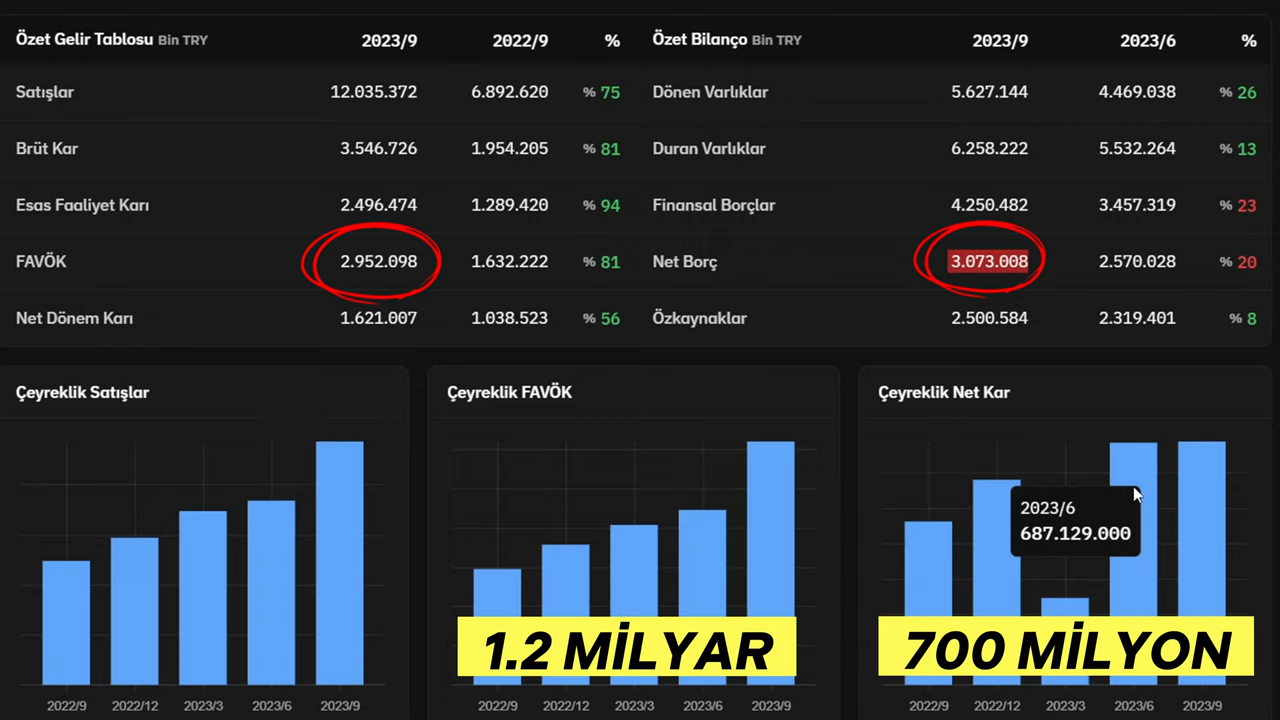 Özet Gelir Tablosu Bin TRY 2023/9 2022/9 %
Satışlar 12.035.372 6.892.620 % 75
Brüt Kar 3.546.726 1.954.205 % 81
Esas Faaliyet Karı 2.496.474 1.289.420 % 94
FAVÖK 2.952.098 1.632.222 % 81
Net Dönem Karı 1.621.007 1.038.523 % 56
Özet Bilanço Bin TRY 2023/9 2023/6 %
Dönen Varlıklar 5.627.144 4.469.038 % 26
Duran Varlıklar 6.258.222 5.532.264 % 13
Finansal Borçlar 4.250.482 3.457.319 % 23
Net Borç 3.073.008 2.570.028 % 20
Özkaynaklar 2.500.584 2.319.401 % 8
Çeyreklik Satışlar
2022/9 2022/12 2023/3 2023/6 2023/9
Çeyreklik FAVÖK
1.2 MİLYAR
2022/9 2022/12 2023/3 2023/6 2023/9
Çeyreklik Net Kar
2023/6
687.129.000
700 MİLYON
2022/9 2022/12 2023/3 2023/6 2023/9